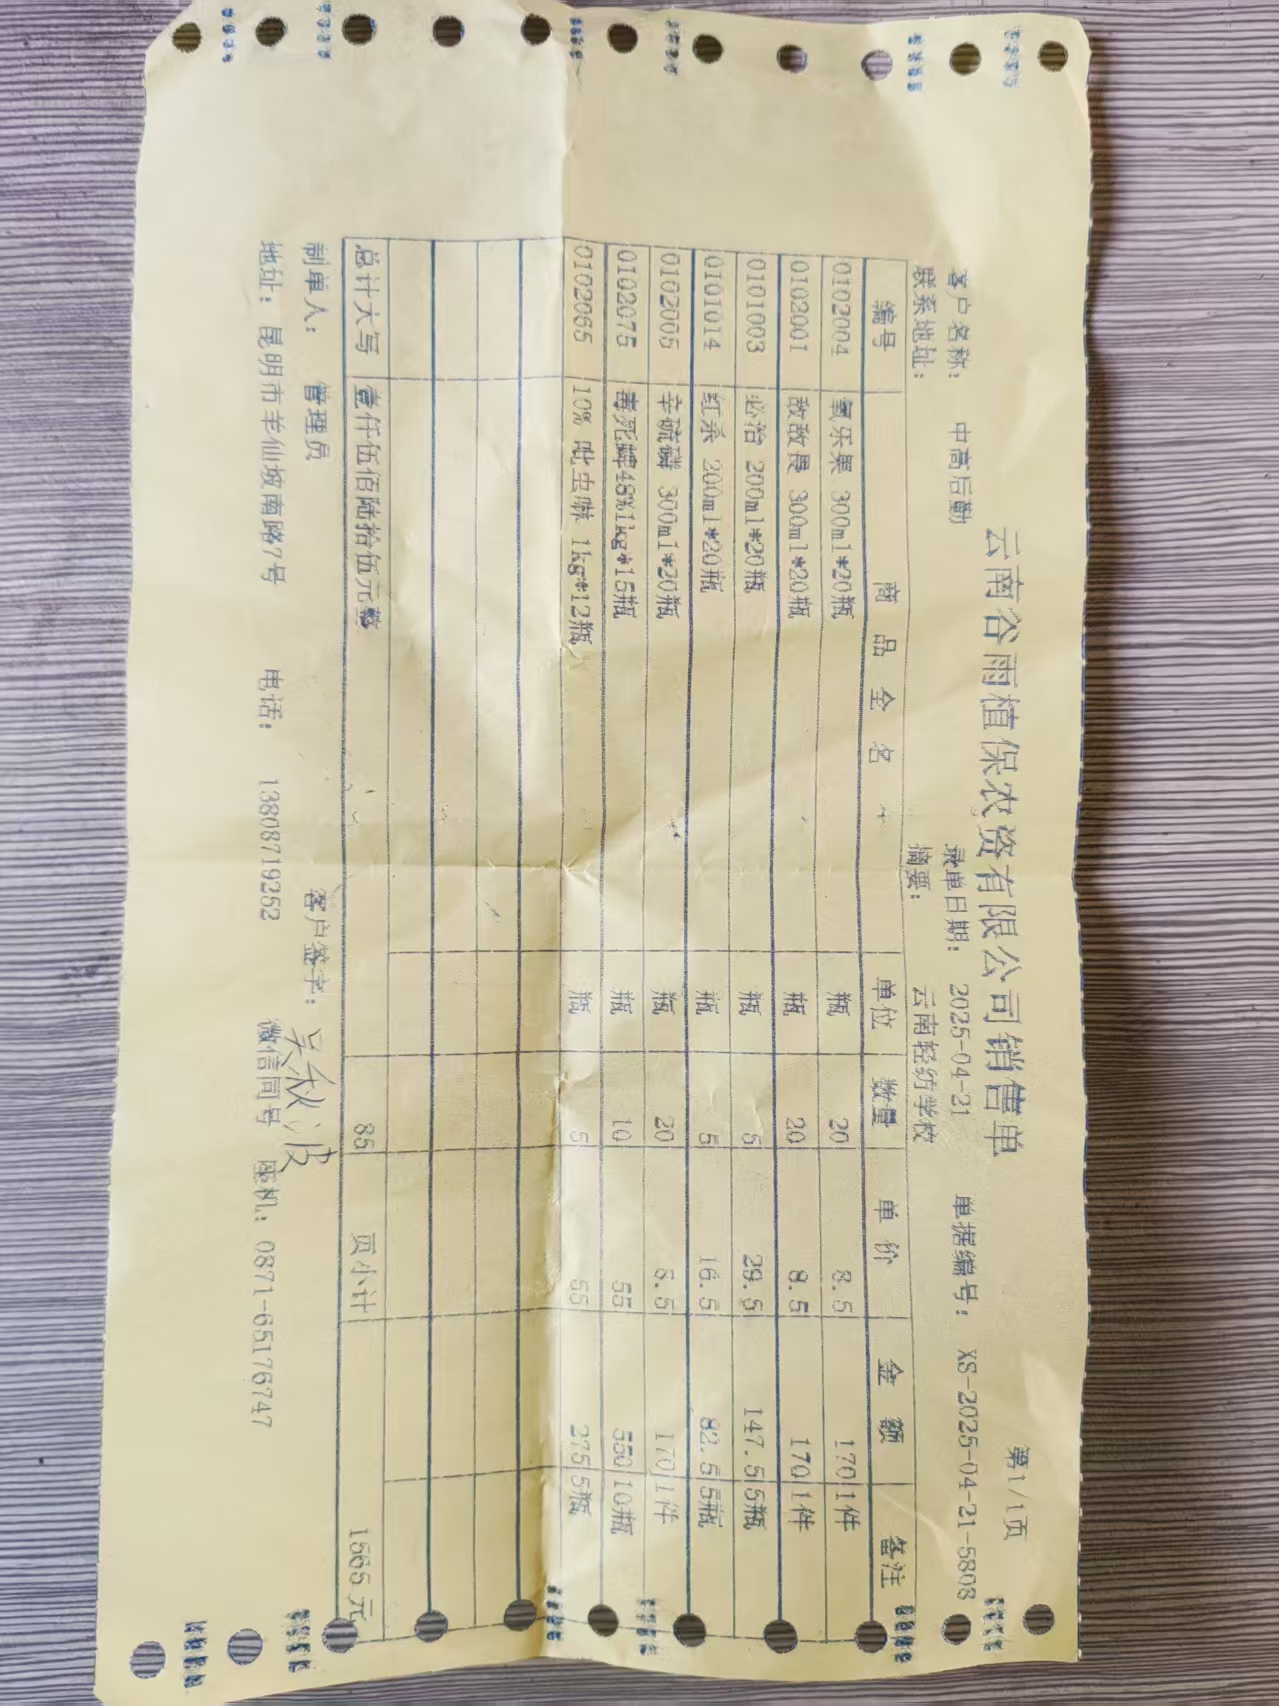 云南谷雨植保农资有限公司销售单
第1/1页
客户名称: 中高后勤 录单日期: 2025-04-21 单据编号: XS-2025-04-21-5808
联系地址: 摘要: 云南轻纺学校
编号 商品全名 单位 数量 单价 金额 备注
0102004 氧乐果 300ml*20瓶 瓶 20 8.5 170 1件
0102001 敌敌畏 300ml*20瓶 瓶 20 8.5 170 1件
0101003 必治 200ml*20瓶 瓶 5 29.5 147.5 5瓶
0101014 红杀 200ml*20瓶 瓶 5 16.5 82.5 5瓶
0102005 辛硫磷 300ml*20瓶 瓶 20 8.5 170 1件
0102075 毒死蜱48%1kg*15瓶 瓶 10 55 550 10瓶
0102065 10% 吡虫啉 1kg*12瓶 瓶 5 55 275 5瓶
总计大写 壹仟伍佰陆拾伍元整 85 页小计 1565 元
制单人: 管理员 客户签字: 吴秋波
地址: 昆明市羊仙坡南路7号 电话: 13808719252 微信同号 座机: 0871-65176747